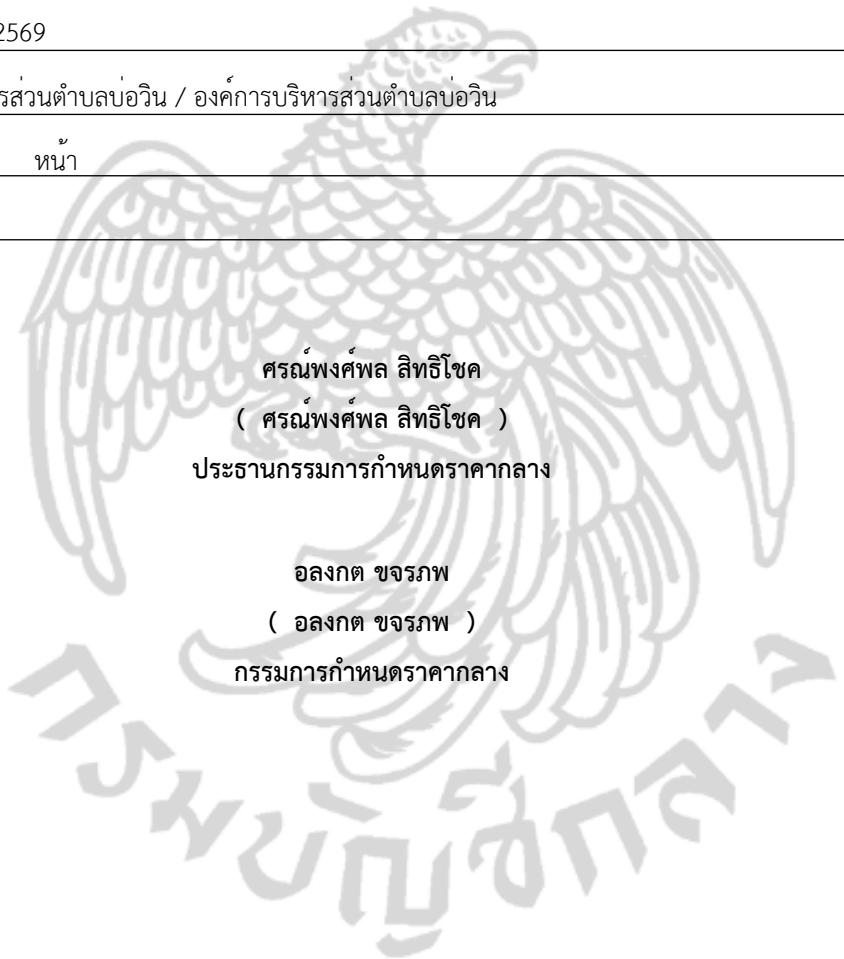 2569
รส่วนตำบลบ่อวิน / องค์การบริหารส่วนตำบลบ่อวิน
หน้า
ศรณ์พงศ์พล สิทธิโชค
( ศรณ์พงศ์พล สิทธิโชค )
ประธานกรรมการกำหนดราคากลาง
อลงกต ขจรภพ
( อลงกต ขจรภพ )
กรรมการกำหนดราคากลาง
กรมบัญชีกลาง